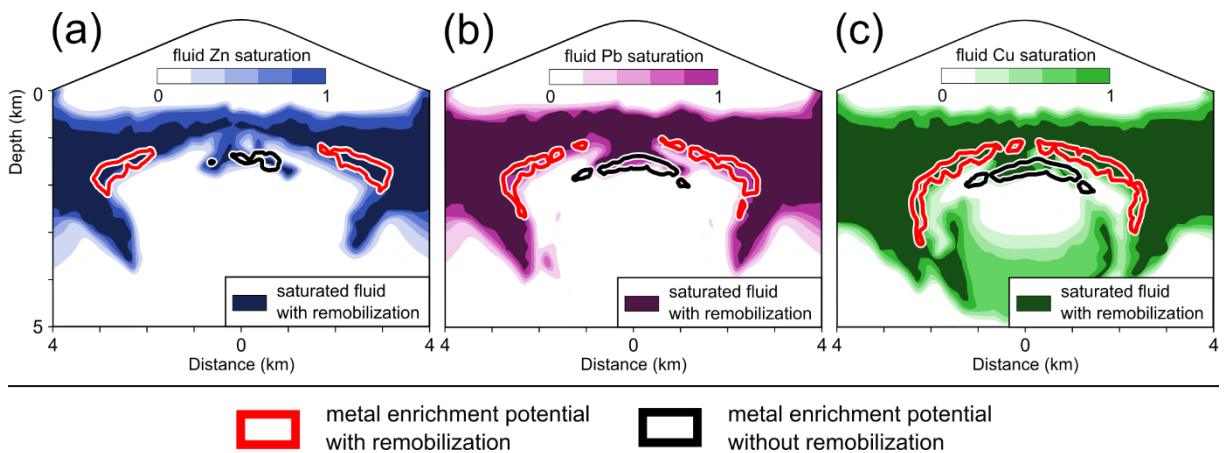 (a)
fluid Zn saturation
0 1
(b)
fluid Pb saturation
0 1
(c)
fluid Cu saturation
0 1
0
Depth (km)
5
saturated fluid
with remobilization
saturated fluid
with remobilization
saturated fluid
with remobilization
4 0 4 0 4 0 4
Distance (km) Distance (km) Distance (km)
metal enrichment potential
with remobilization
metal enrichment potential
without remobilization